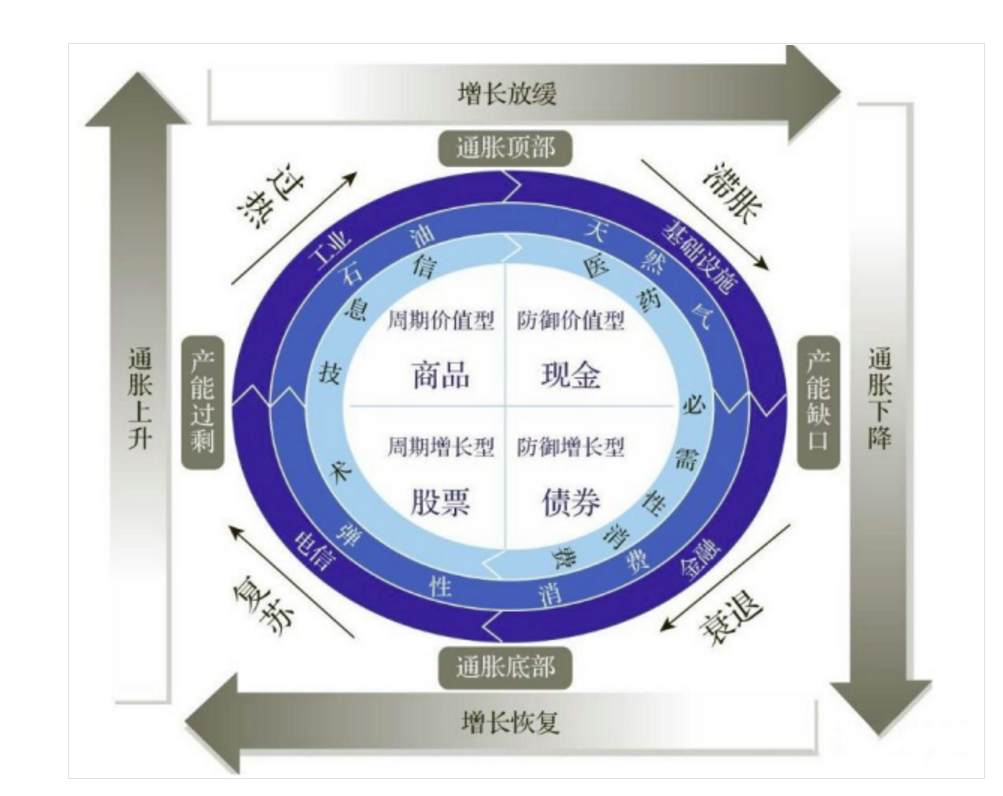 增长放缓
通胀顶部
过热
滞胀
工业
石油
天然气
基础设施
信息技术
医药
周期价值型
防御价值型
商品
现金
通胀上升
产能过剩
产能缺口
通胀下降
必需性消费
周期增长型
防御增长型
股票
债券
电信
弹性消费
金融
复苏
衰退
通胀底部
增长恢复